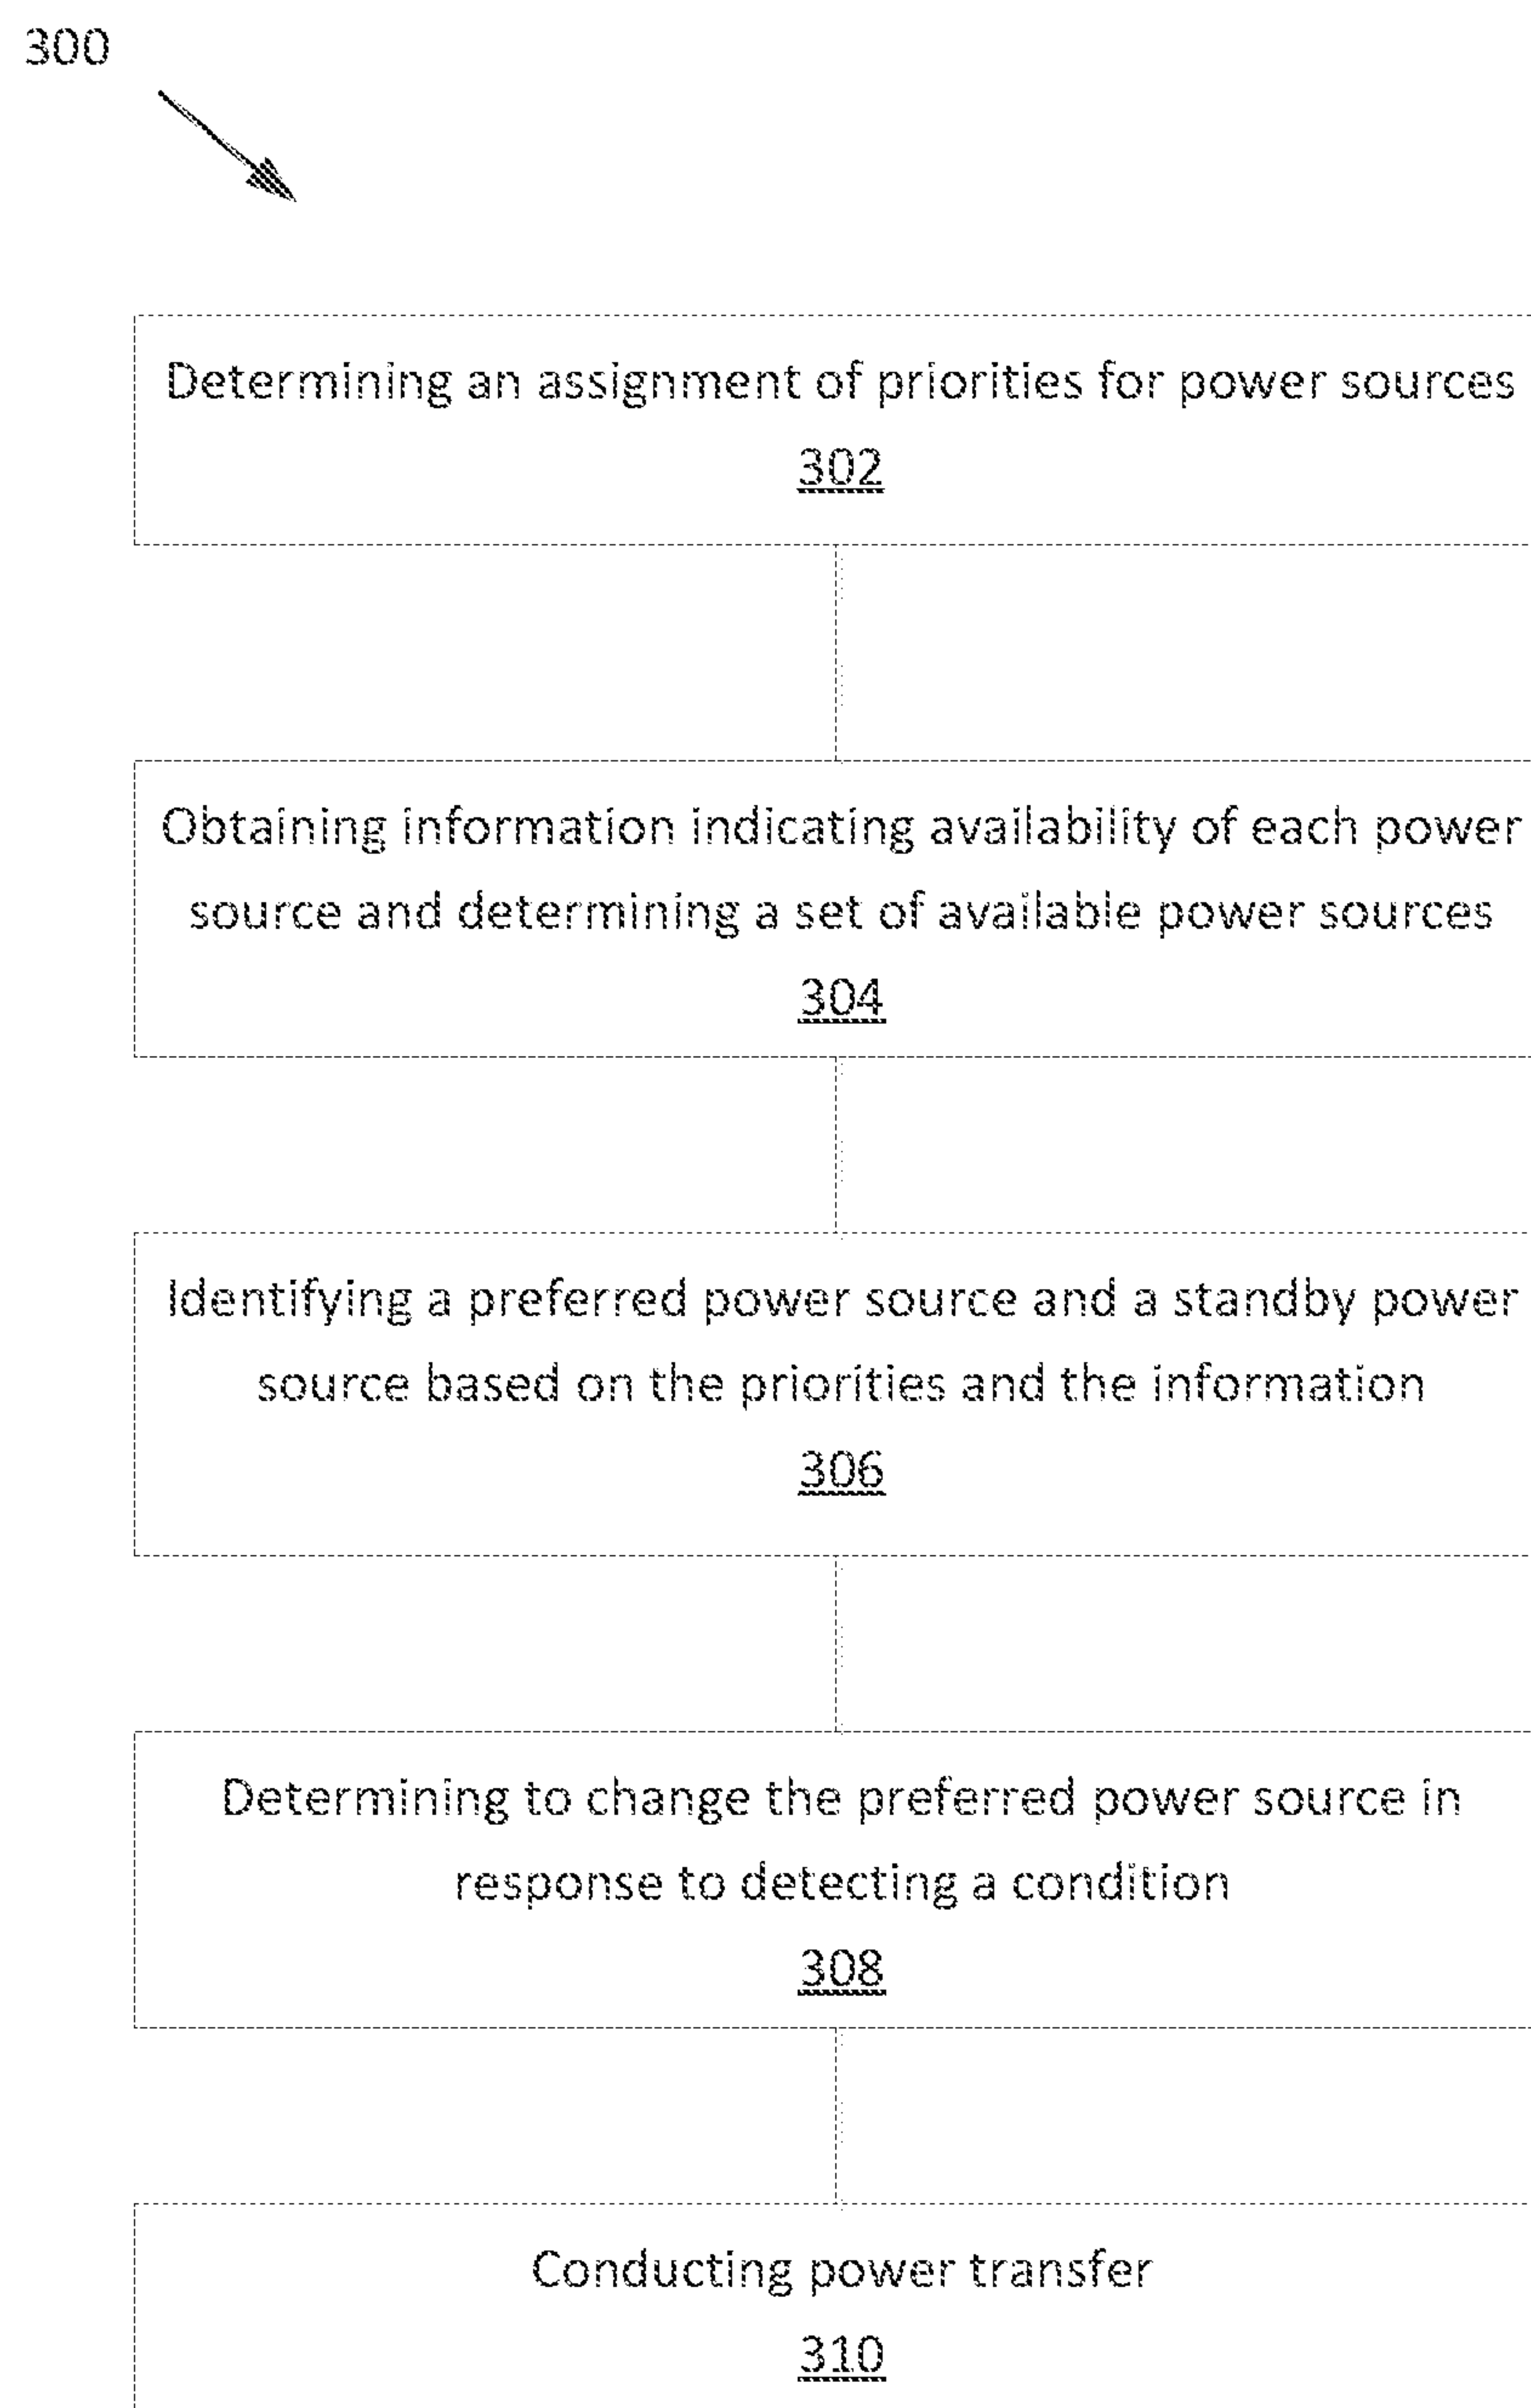 300
Determining an assignment of priorities for power sources
302
Obtaining information indicating availability of each power
source and determining a set of available power sources
304
Identifying a preferred power source and a standby power
source based on the priorities and the information
306
Determining to change the preferred power source in
response to detecting a condition
308
Conducting power transfer
310